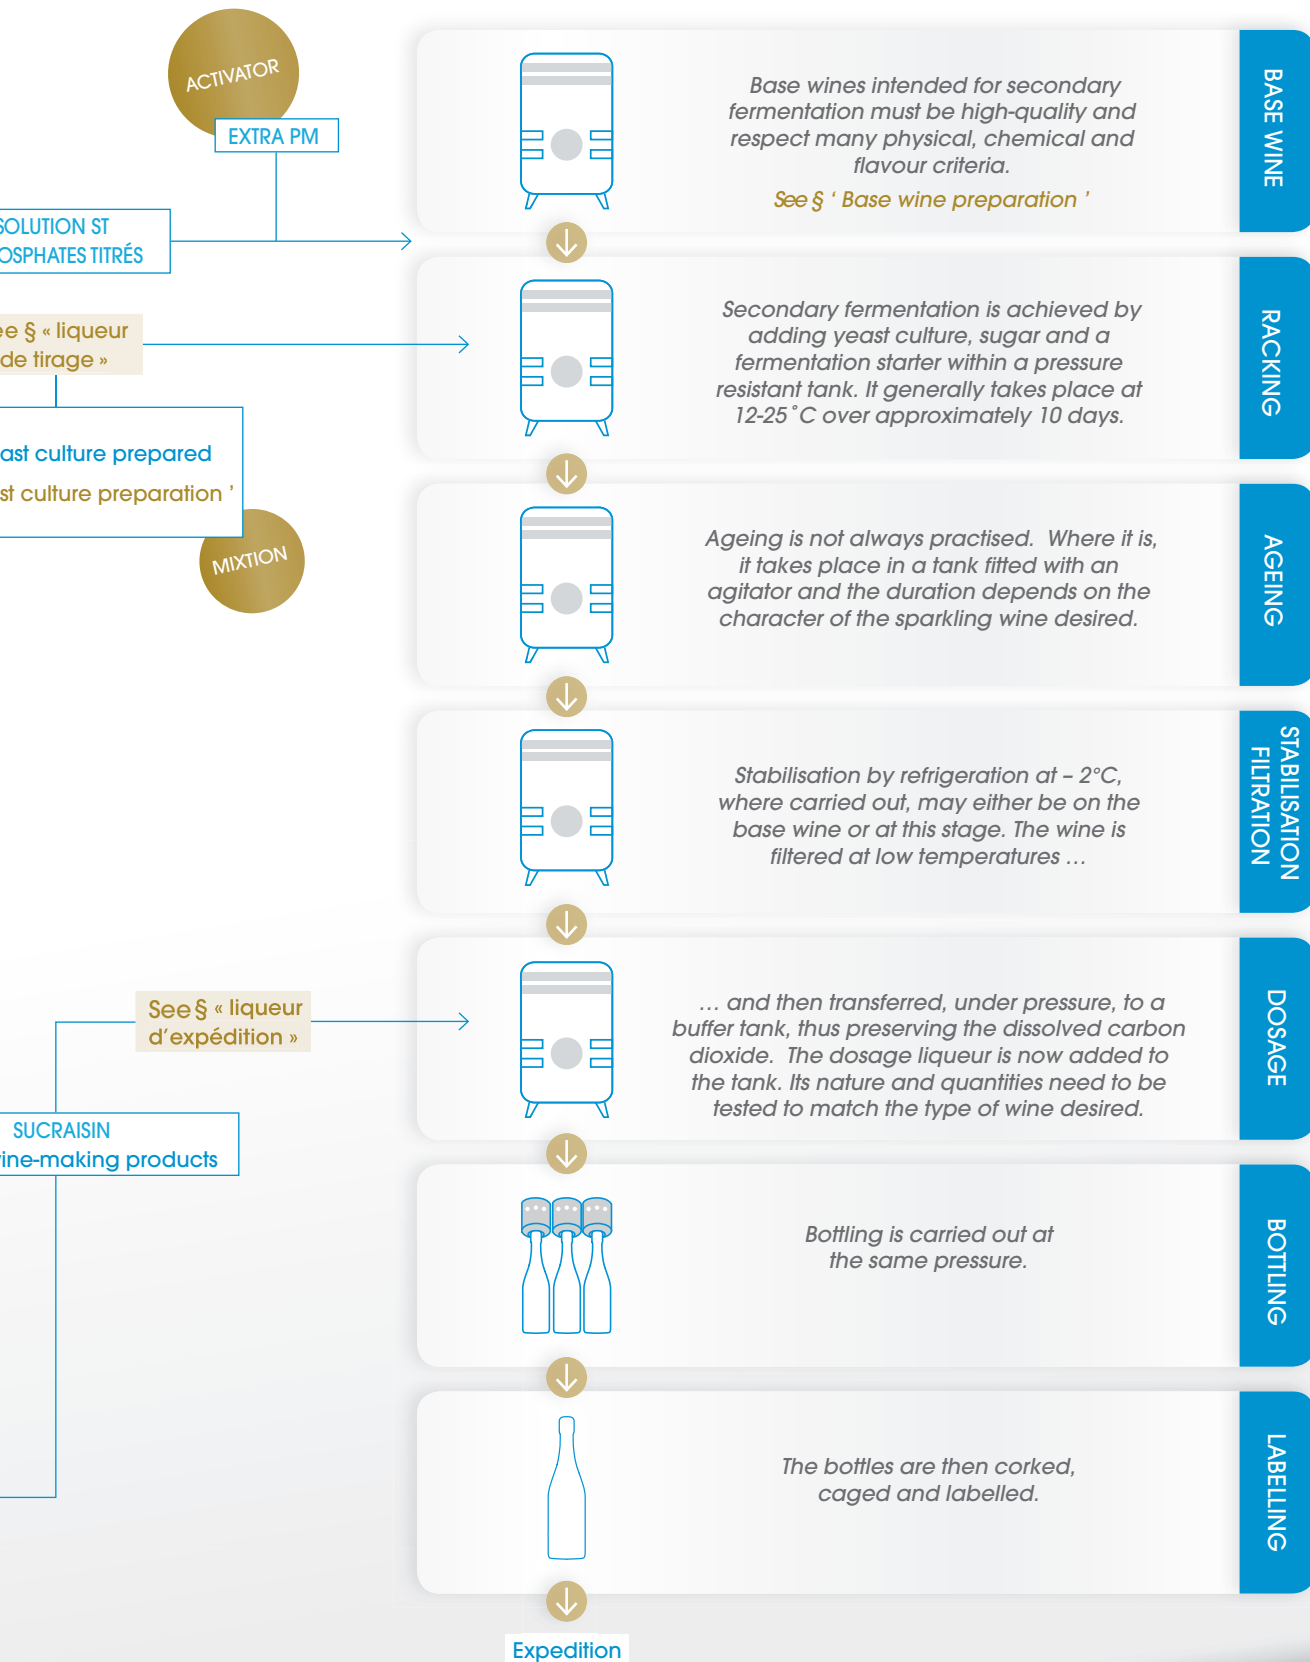 ACTIVATOR
EXTRA PM
SOLUTION ST
TITRÉS
§ « liqueur
de tirage »
culture prepared
culture preparation ’
MIXTION
Base wines intended for secondary
fermentation must be high-quality and
respect many physical, chemical and
flavour criteria.
See § ‘ Base wine preparation ’
BASE WINE
Secondary fermentation is achieved by
adding yeast culture, sugar and a
fermentation starter within a pressure
resistant tank. It generally takes place at
12-25˚C over approximately 10 days.
RACKING
Ageing is not always practised.  Where it is,
it takes place in a tank fitted with an
agitator and the duration depends on the
character of the sparkling wine desired.
AGEING
Stabilisation by refrigeration at – 2°C,
where carried out, may either be on the
base wine or at this stage. The wine is
filtered at low temperatures …
STABILISATION
FILTRATION
See § « liqueur
d’expédition »
SUCRAISIN
wine-making products
… and then transferred, under pressure, to a
buffer tank, thus preserving the dissolved carbon
dioxide.  The dosage liqueur is now added to
the tank. Its nature and quantities need to be
tested to match the type of wine desired.
DOSAGE
Bottling is carried out at
the same pressure.
BOTTLING
The bottles are then corked,
caged and labelled.
LABELLING
Expedition